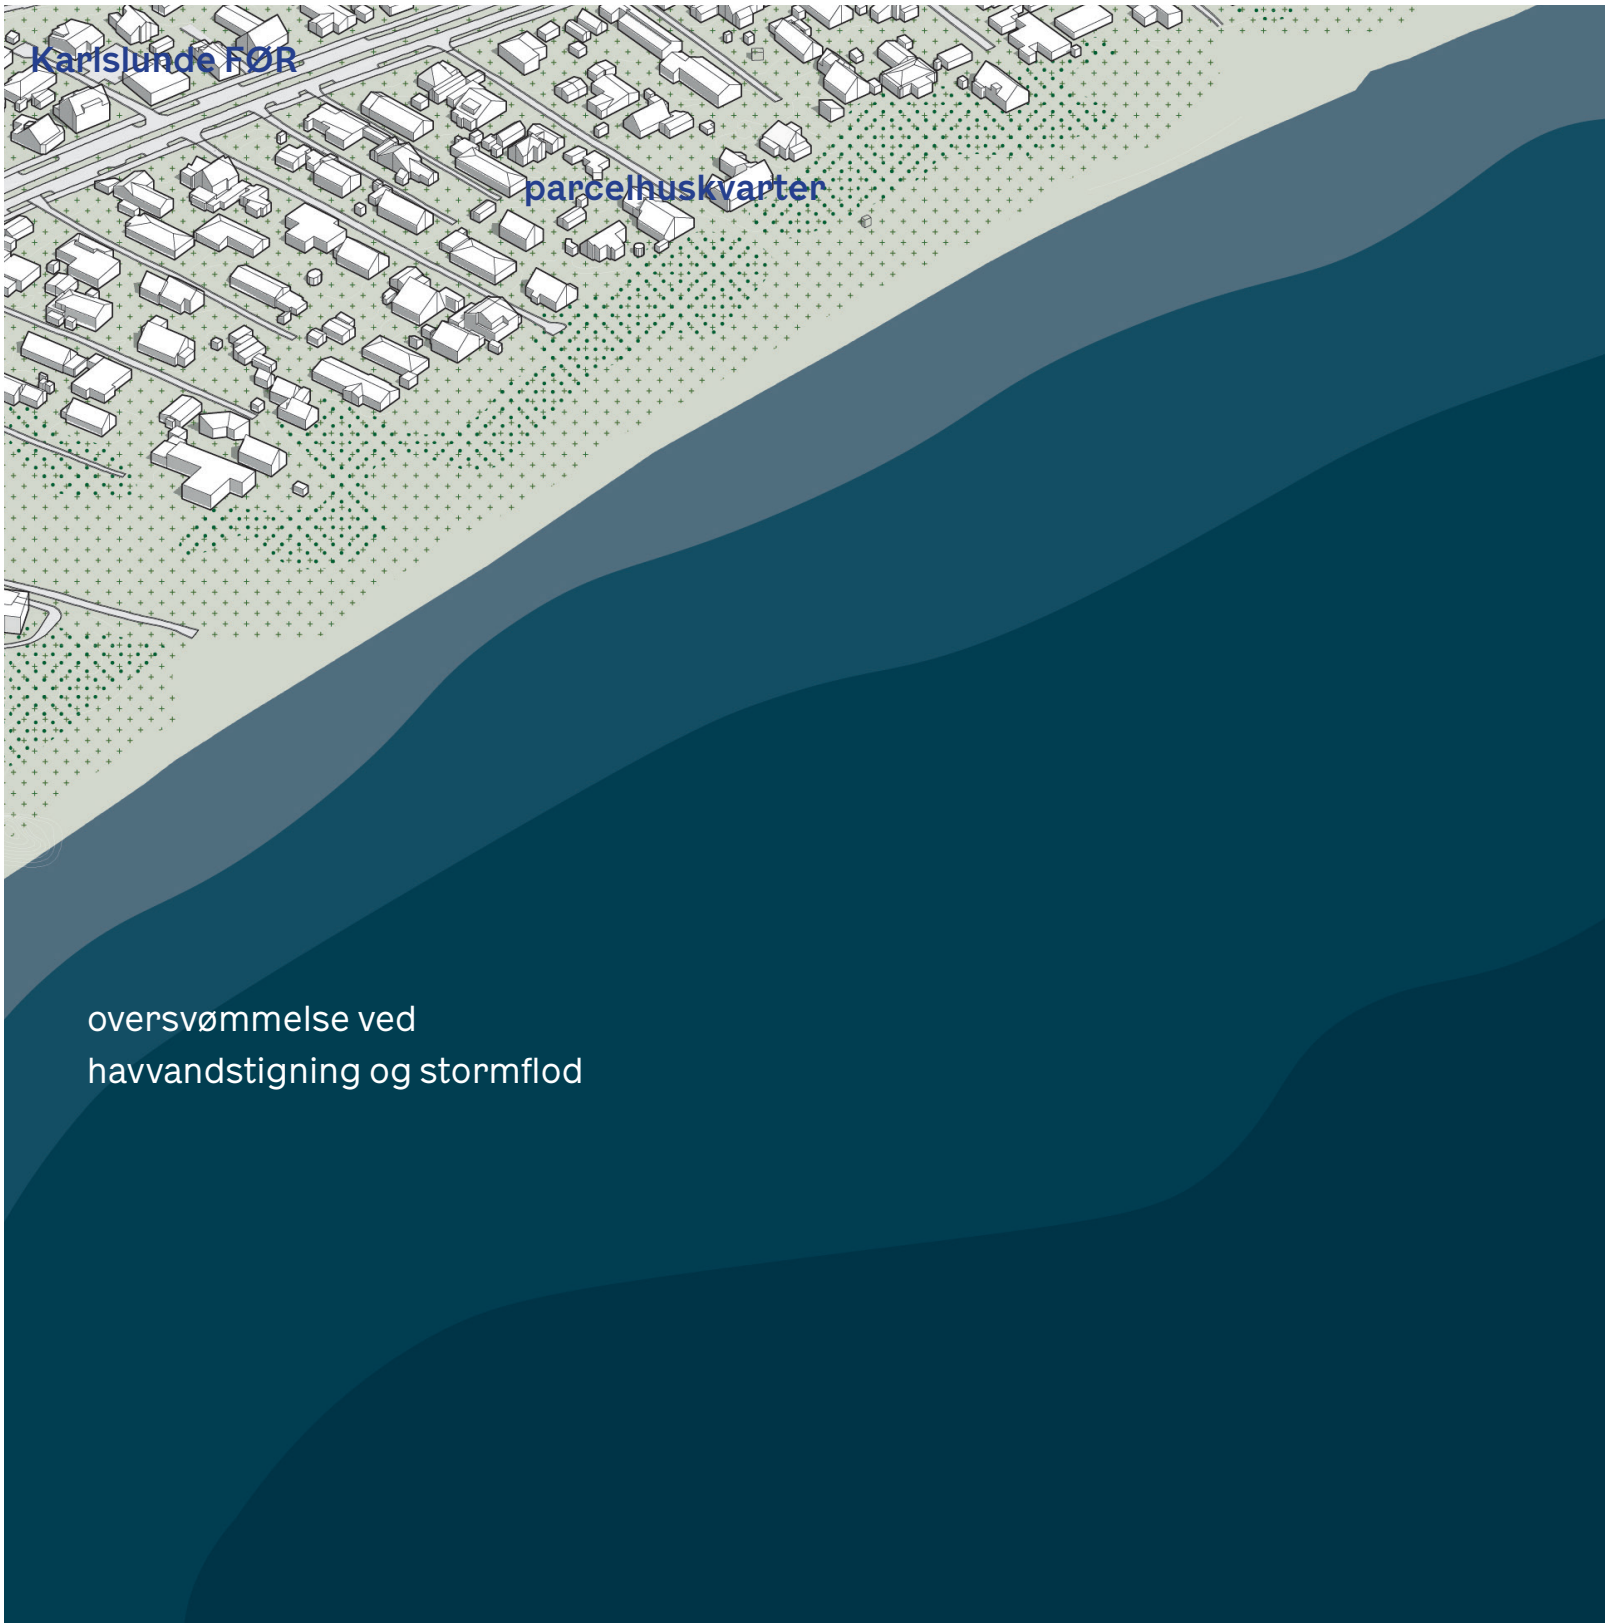 Karlslunde FØR
parcelhuskvarter
oversvømmelse ved
havvandstigning og stormflod